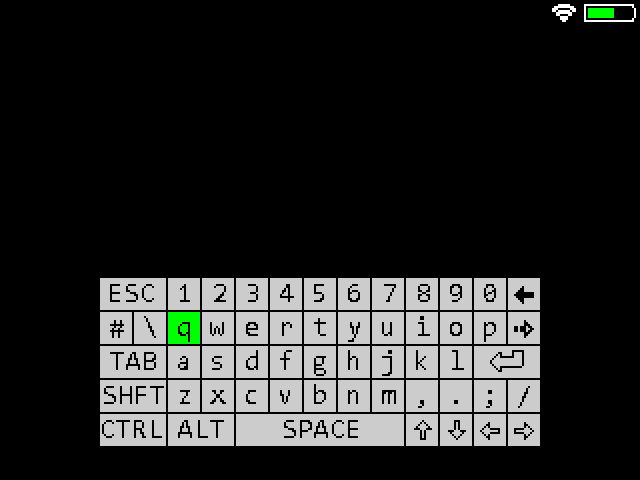 ESC 1 2 3 4 5 6 7 8 9 0 🡸
# \ q w e r t y u i o p ➩
TAB a s d f g h j k l ↵
SHFT z x c v b n m , . ; /
CTRL ALT SPACE ⇧ ⇩ ⇦ ⇨